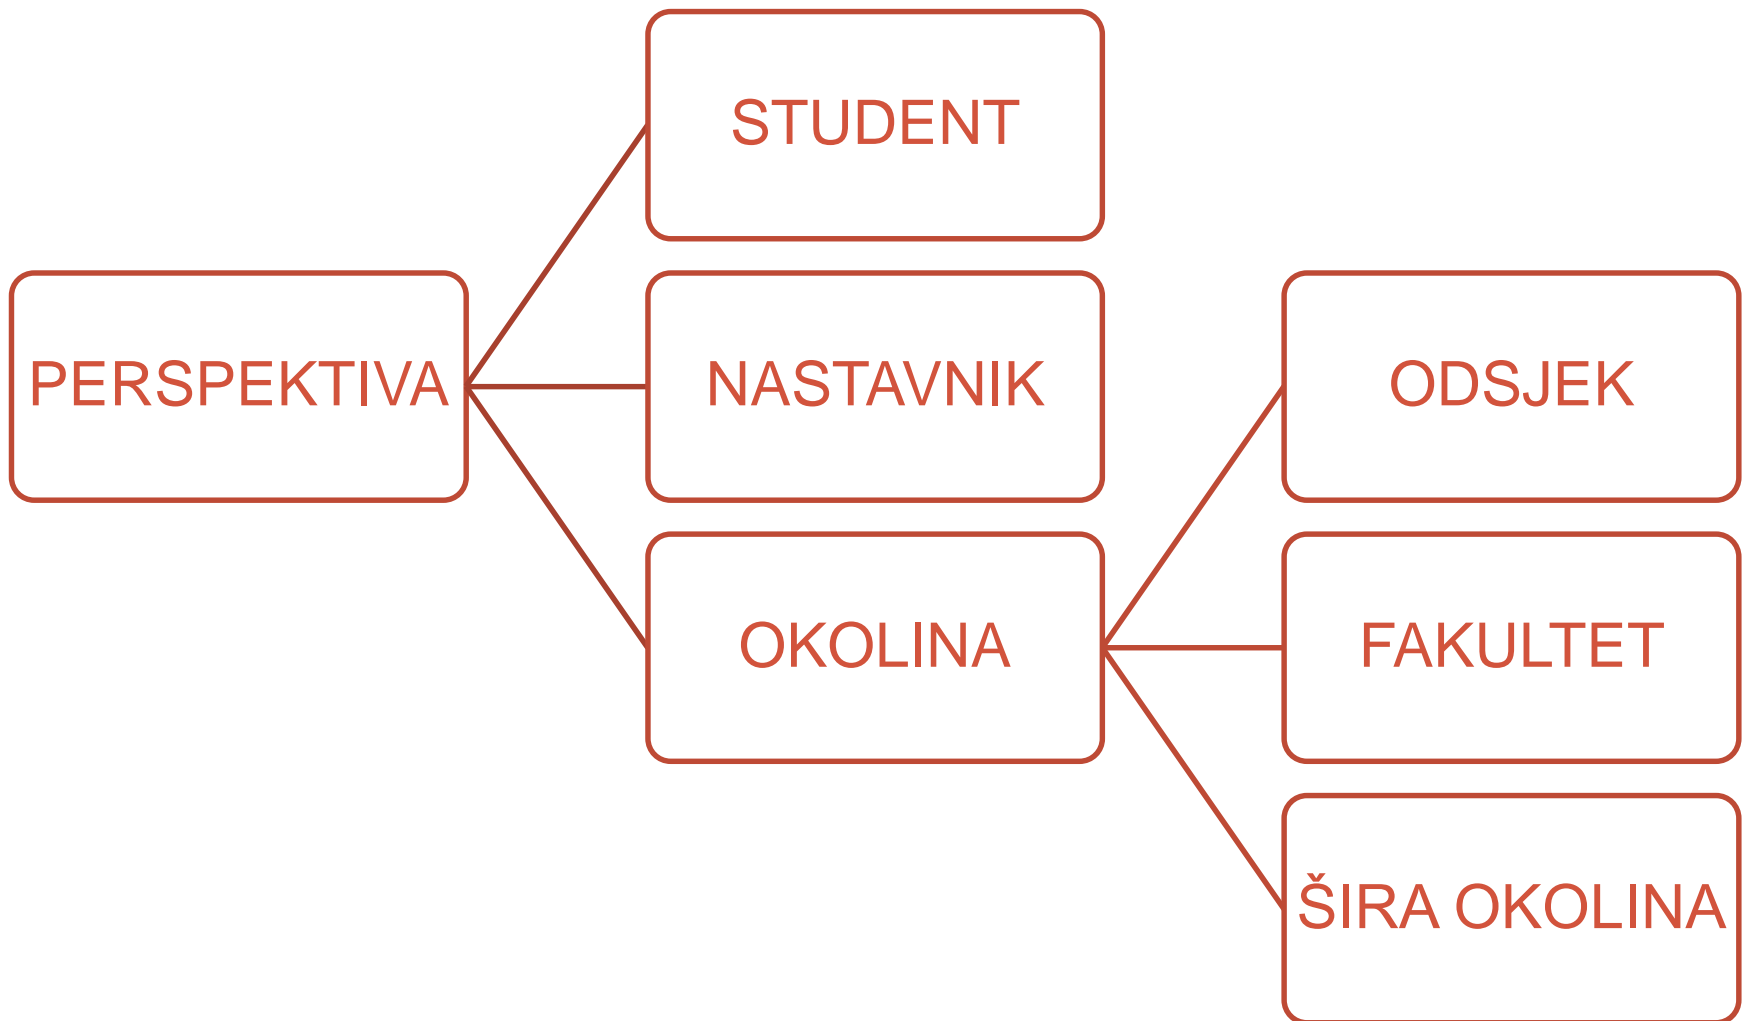 PERSPEKTIVA
STUDENT
NASTAVNIK
OKOLINA
ODSJEK
FAKULTET
ŠIRA OKOLINA